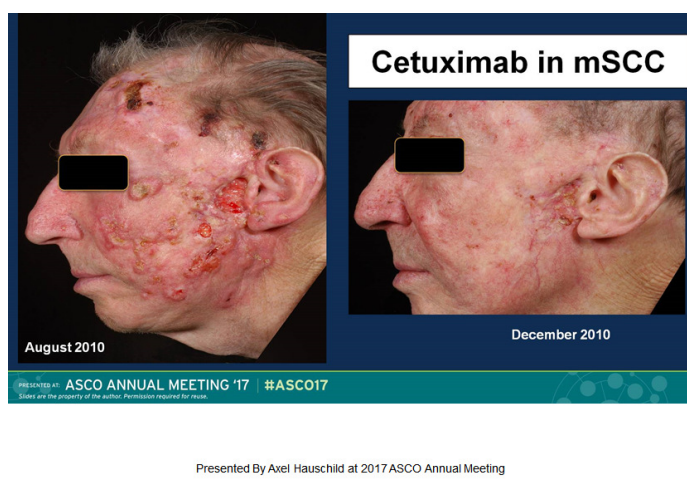 Cetuximab in mSCC
August 2010
December 2010
PRESENTED AT: ASCO ANNUAL MEETING '17 | #ASCO17
Slides are the property of the author. Permission required for reuse.
Presented By Axel Hauschild at 2017 ASCO Annual Meeting